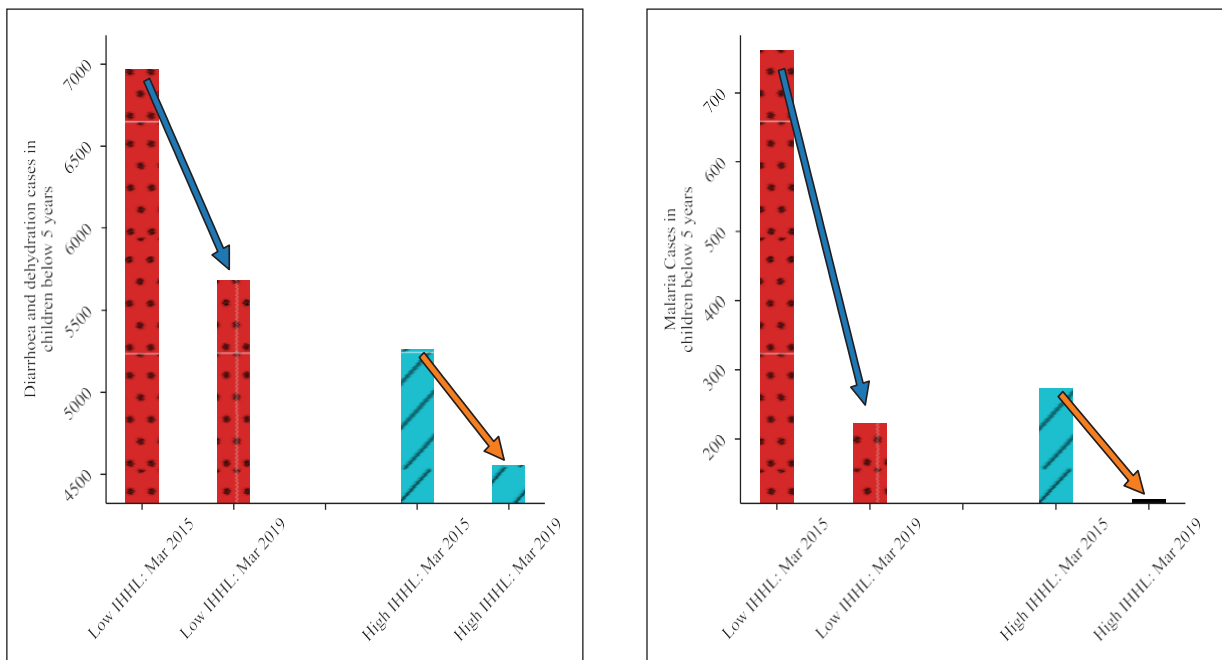 Diarrhoea and dehydration cases in
children below 5 years
7000
6500
6000
5500
5000
4500
Low IHHL: Mar 2015
Low IHHL: Mar 2019
High IHHL: Mar 2015
High IHHL: Mar 2019
Malaria Cases in
children below 5 years
700
600
500
400
300
200
Low IHHL: Mar 2015
Low IHHL: Mar 2019
High IHHL: Mar 2015
High IHHL: Mar 2019